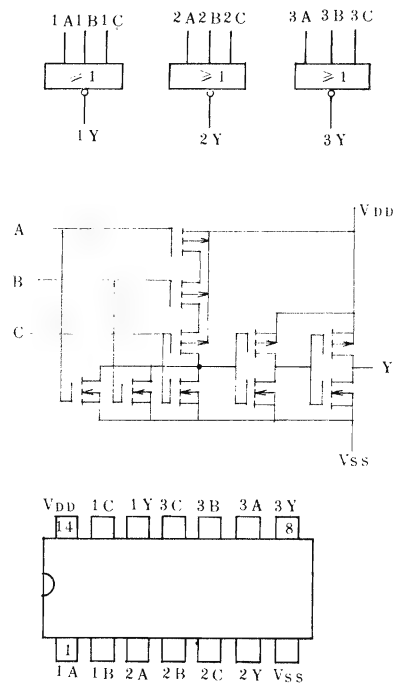 1A 1B 1C 2A 2B 2C 3A 3B 3C
≥1 ≥1 ≥1
1Y 2Y 3Y
VDD
A
B
C
Y
VSS
VDD 1C 1Y 3C 3B 3A 3Y
14 8
1
1A 1B 2A 2B 2C 2Y VSS